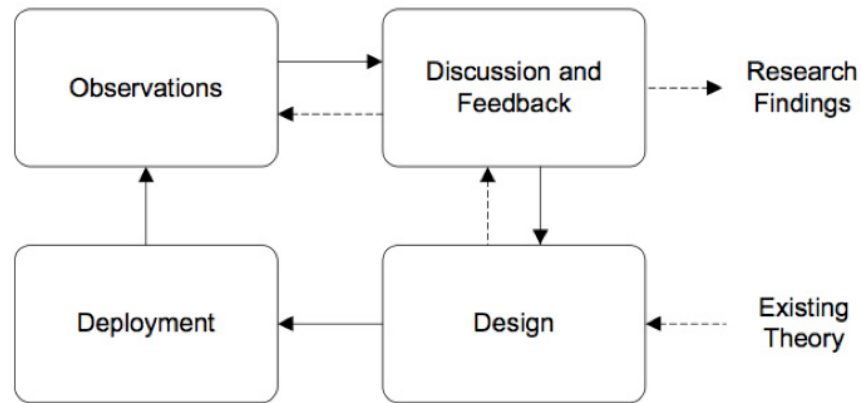 Observations
Discussion and
Feedback
Research
Findings
Deployment
Design
Existing
Theory